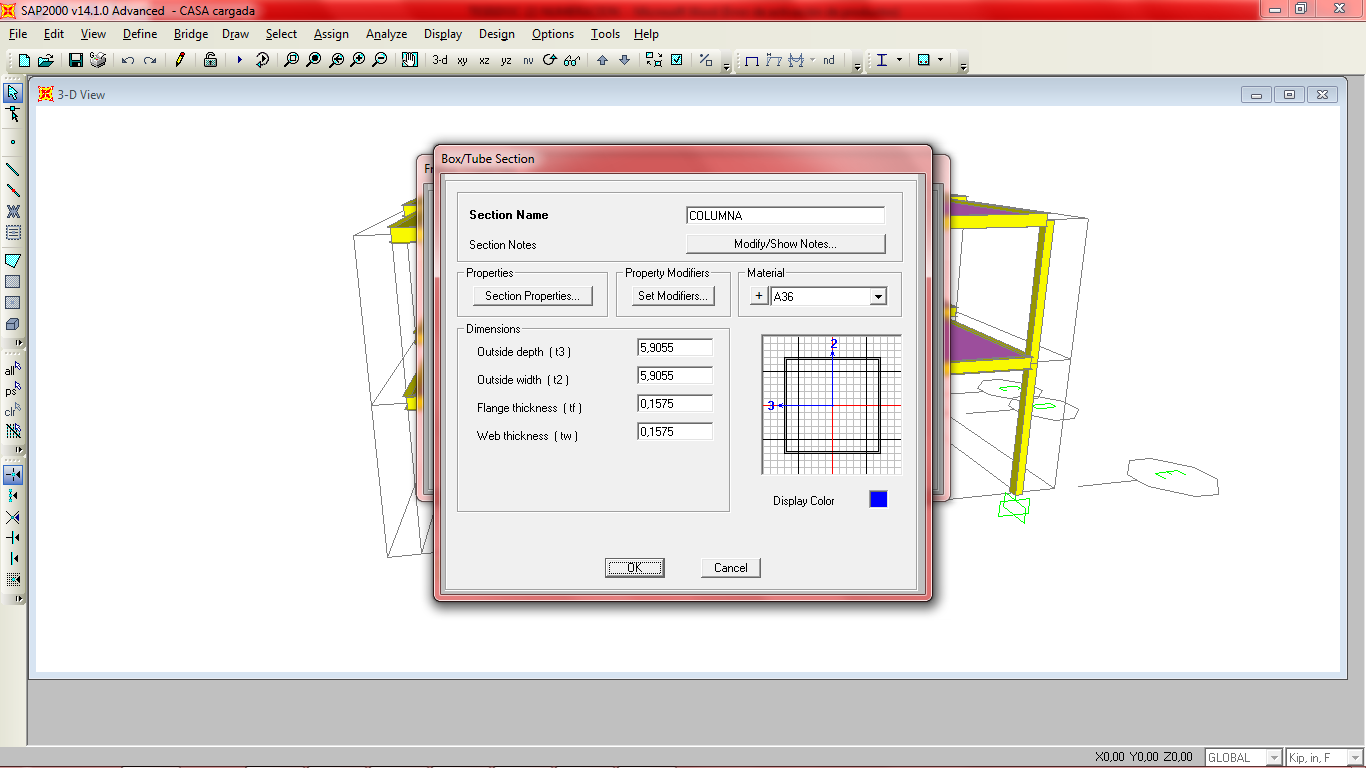 SAP2000 v14.1.0 Advanced - CASA cargada
File Edit View Define Bridge Draw Select Assign Analyze Display Design Options Tools Help
3-d xy xz yz nv nd
3-D View
Box/Tube Section
Section Name COLUMNA
Section Notes Modify/Show Notes...
Properties Property Modifiers Material
Section Properties... Set Modifiers... + A36
Dimensions
Outside depth ( t3 ) 5,9055
Outside width ( t2 ) 5,9055
Flange thickness ( tf ) 0,1575
Web thickness ( tw ) 0,1575
2
3
Display Color
OK Cancel
all
ps
clr
X0,00 Y0,00 Z0,00 GLOBAL Kip, in, F